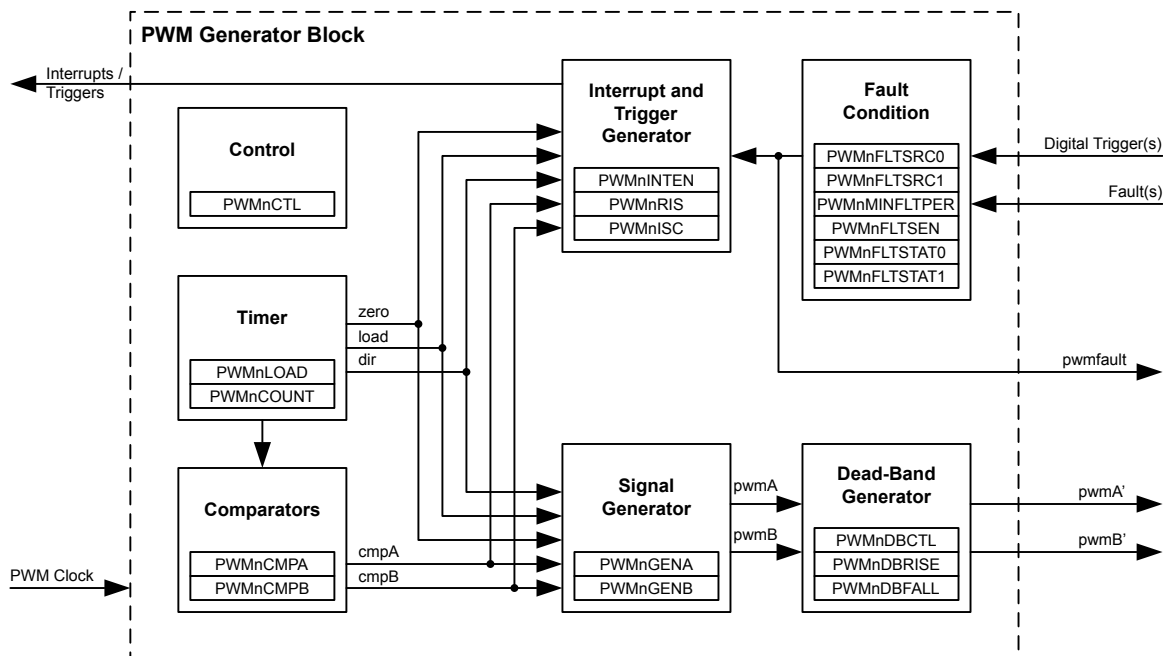 PWM Generator Block
Interrupts /
Triggers
Control
PWMnCTL
Interrupt and
Trigger
Generator
PWMnINTEN
PWMnRIS
PWMnISC
Fault
Condition
PWMnFLTSRC0
PWMnFLTSRC1
PWMnMINFLTPER
PWMnFLTSEN
PWMnFLTSTAT0
PWMnFLTSTAT1
Digital Trigger(s)
Fault(s)
Timer
PWMnLOAD
PWMnCOUNT
zero
load
dir
pwmfault
Comparators
PWMnCMPA
PWMnCMPB
cmpA
cmpB
Signal
Generator
PWMnGENA
PWMnGENB
pwmA
pwmB
Dead-Band
Generator
PWMnDBCTL
PWMnDBRISE
PWMnDBFALL
pwmA’
pwmB’
PWM Clock